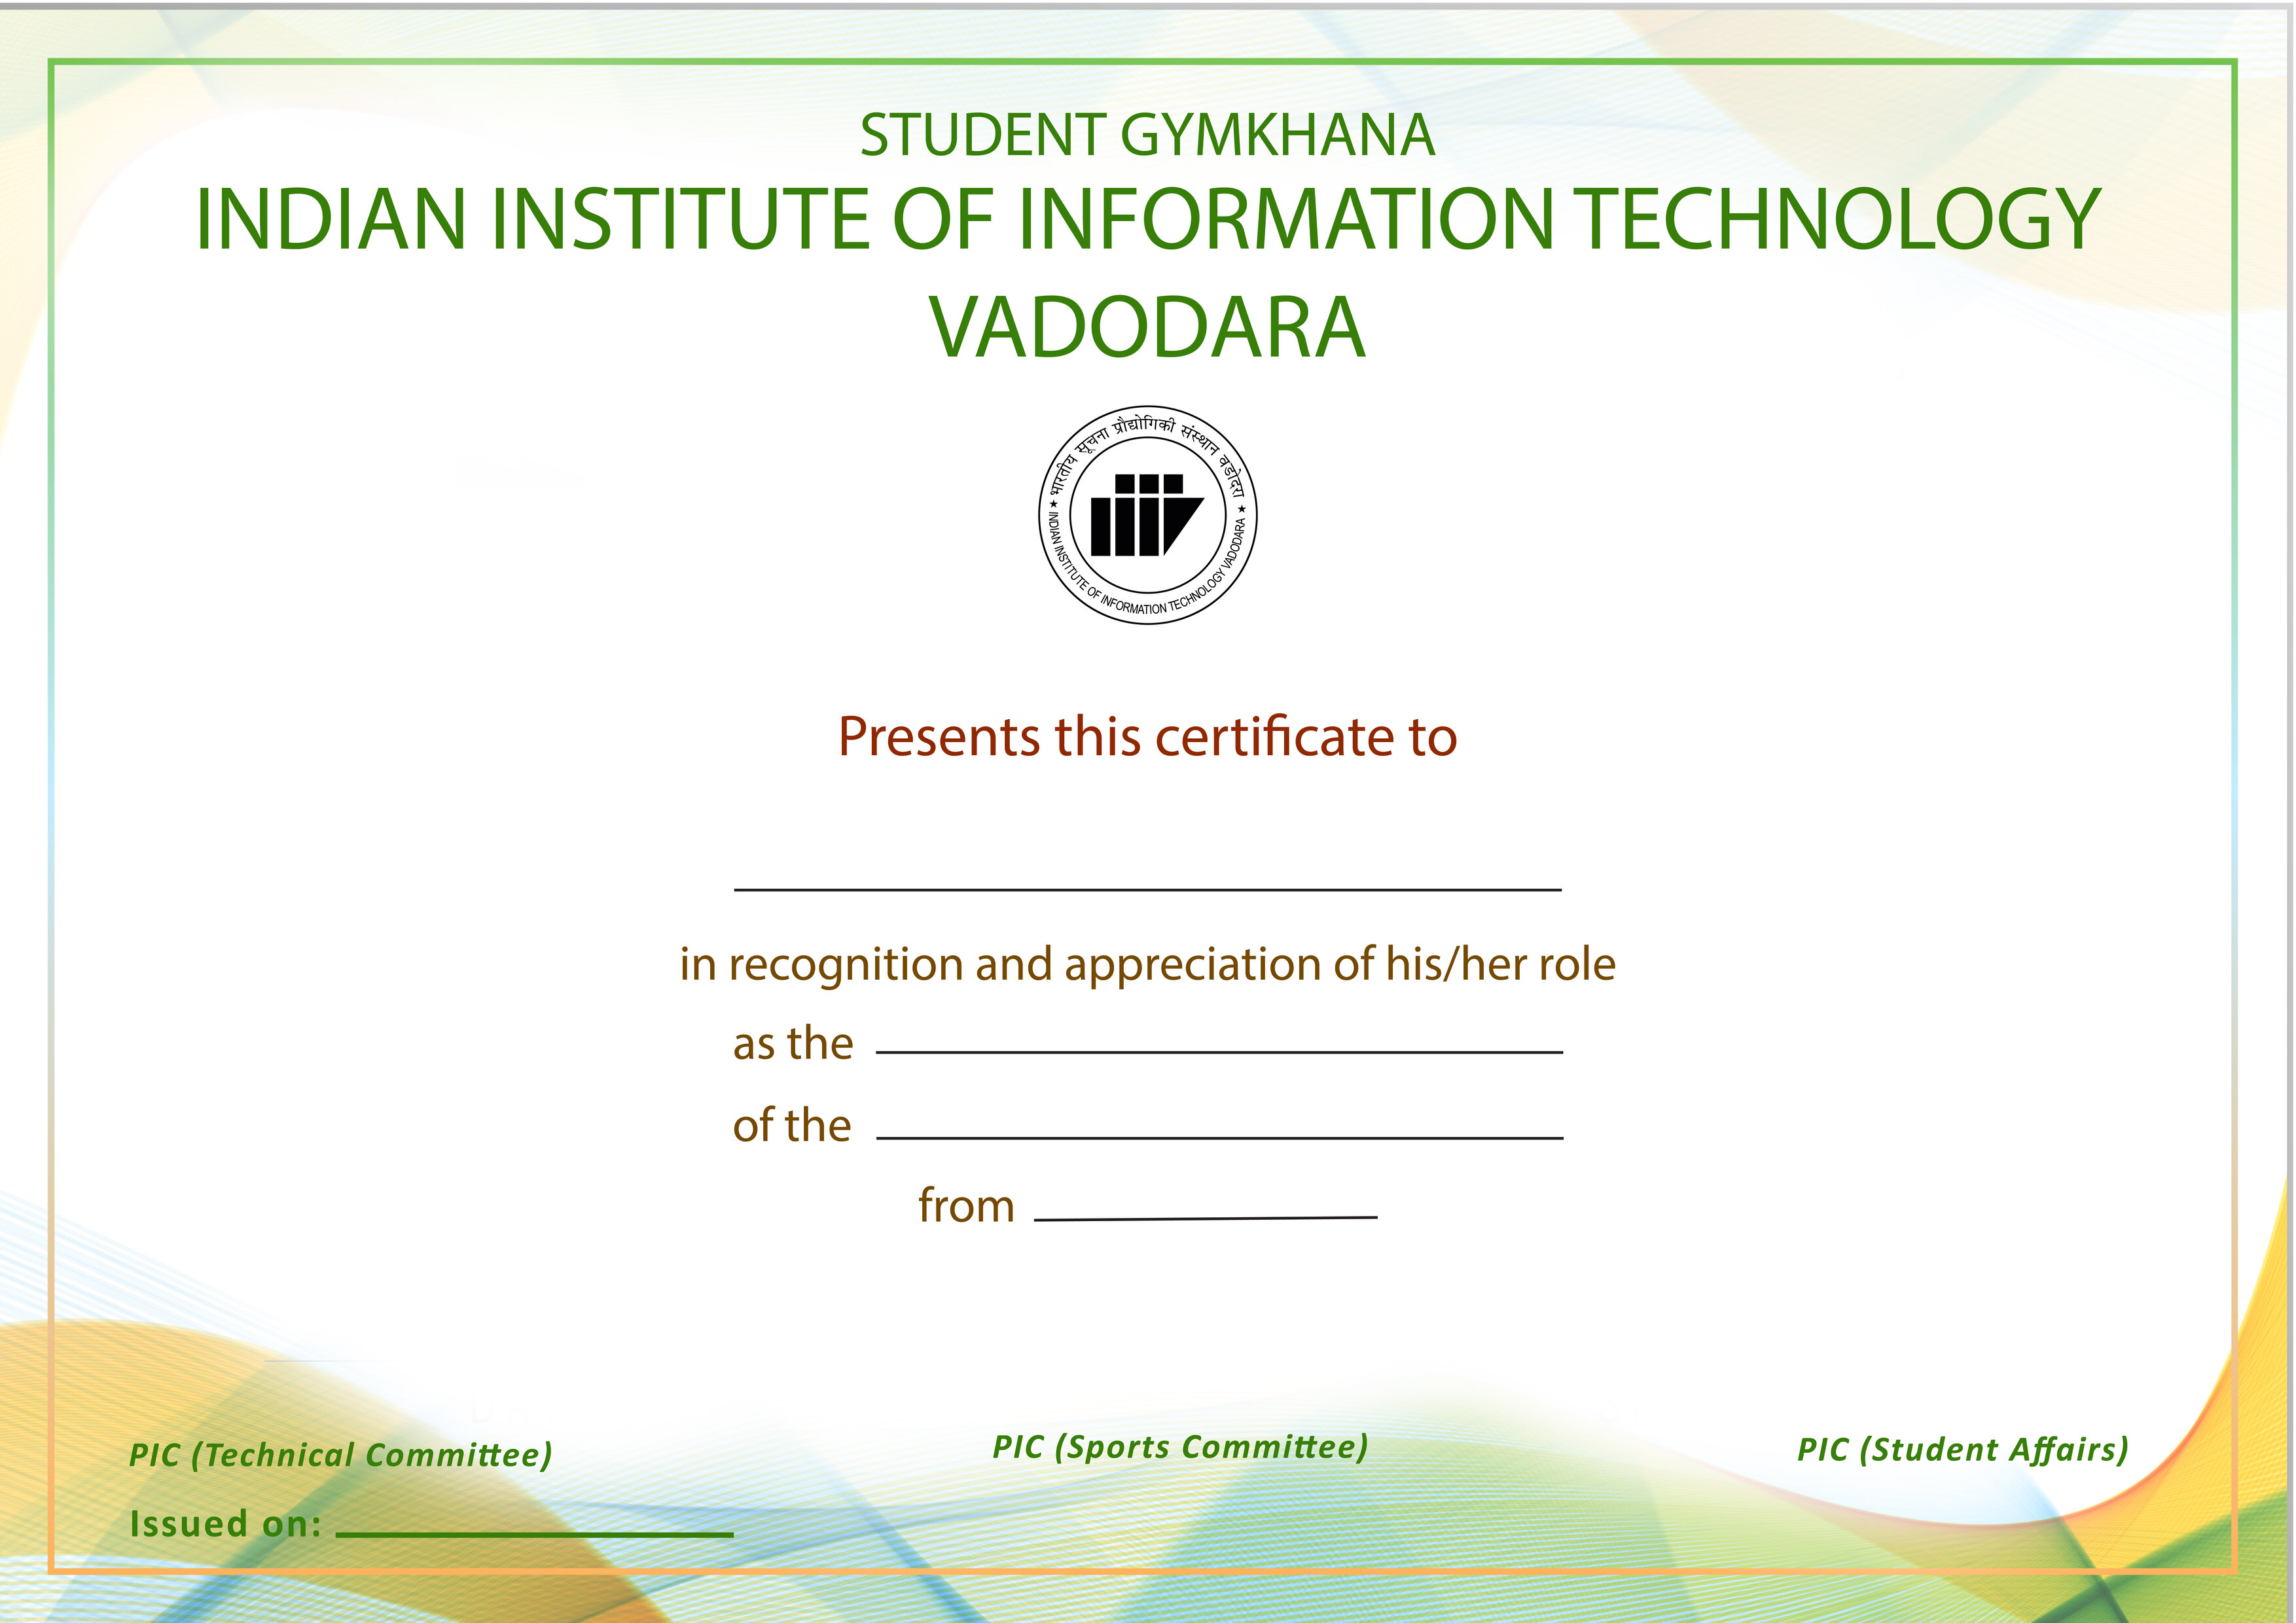 STUDENT GYMKHANA
INDIAN INSTITUTE OF INFORMATION TECHNOLOGY
VADODARA
★ भारतीय सूचना प्रौद्योगिकी संस्थान वडोदरा ★
INDIAN INSTITUTE OF INFORMATION TECHNOLOGY VADODARA
Presents this certificate to
in recognition and appreciation of his/her role
as the
of the
from
PIC (Technical Committee)
PIC (Sports Committee)
PIC (Student Affairs)
Issued on: